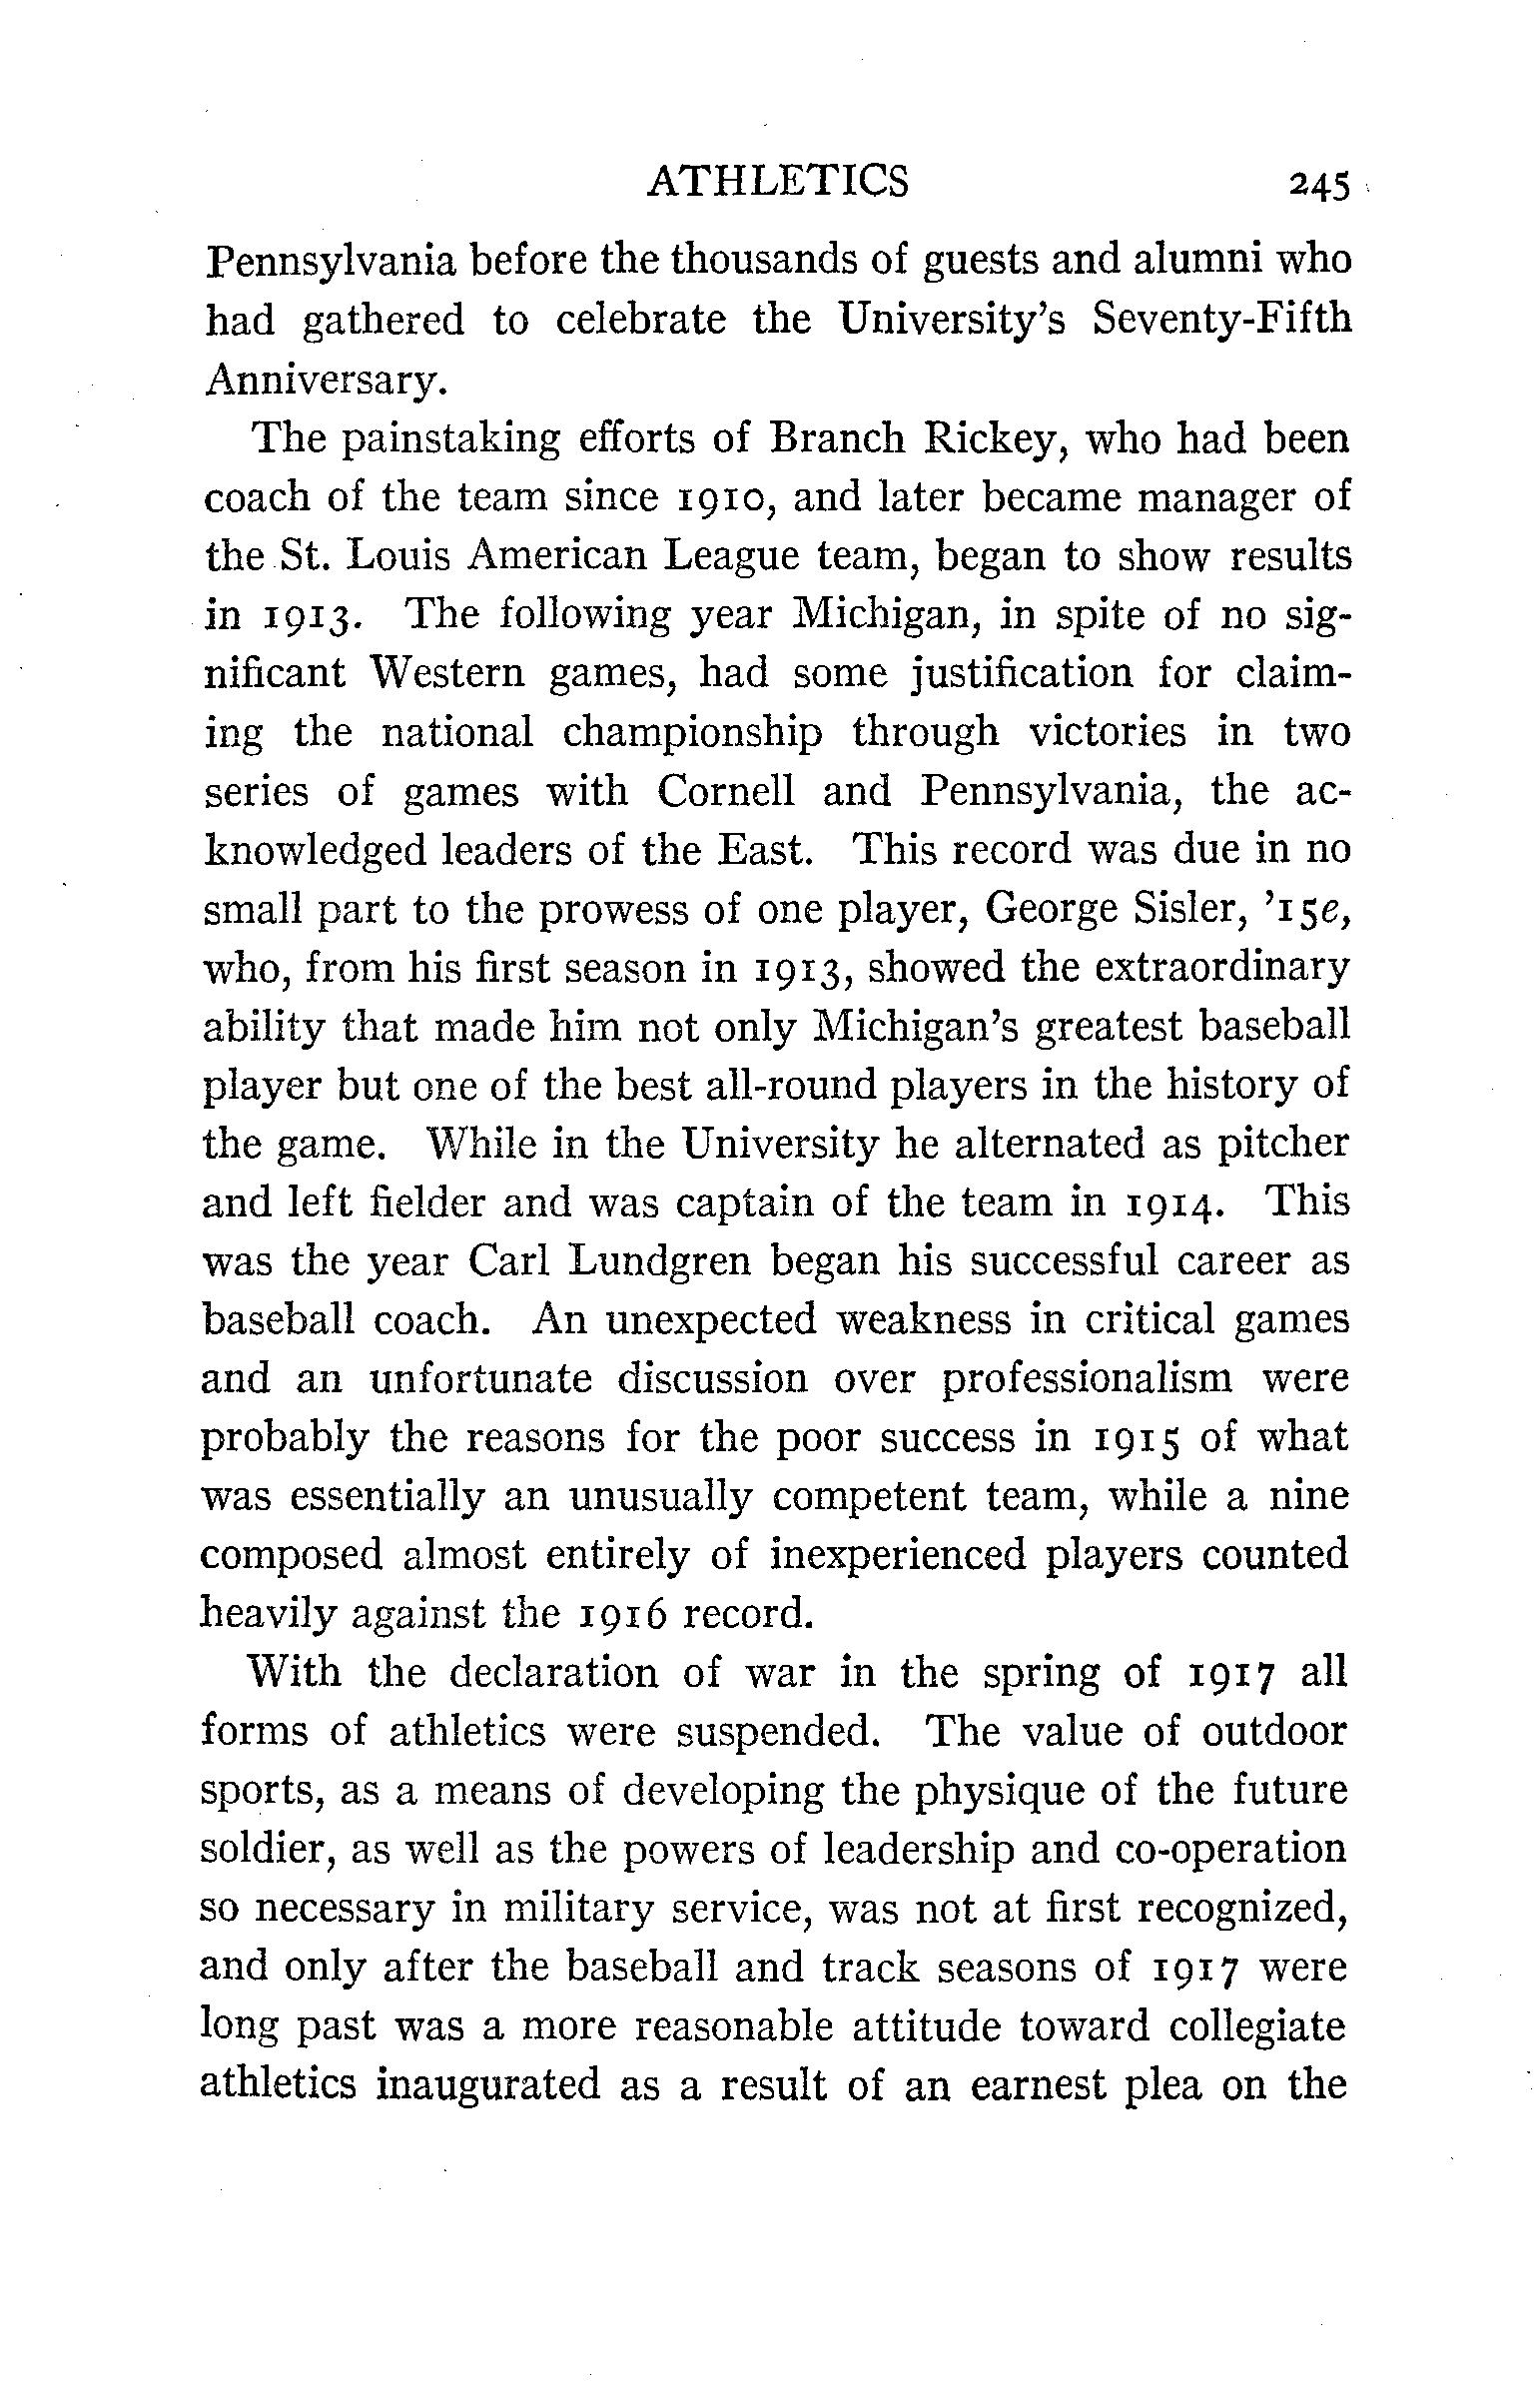 ATHLETICS 245
Pennsylvania before the thousands of guests and alumni who
had gathered to celebrate the University's Seventy-Fifth
Anniversary.
The painstaking efforts of Branch Rickey, who had been
coach of the team since 1910, and later became manager of
the St. Louis American League team, began to show results
in 1913. The following year Michigan, in spite of no sig-
nificant Western games, had some justification for claim-
ing the national championship through victories in two
series of games with Cornell and Pennsylvania, the ac-
knowledged leaders of the East. This record was due in no
small part to the prowess of one player, George Sisler, '15e,
who, from his first season in 1913, showed the extraordinary
ability that made him not only Michigan's greatest baseball
player but one of the best all-round players in the history of
the game. While in the University he alternated as pitcher
and left fielder and was captain of the team in 1914. This
was the year Carl Lundgren began his successful career as
baseball coach. An unexpected weakness in critical games
and an unfortunate discussion over professionalism were
probably the reasons for the poor success in 1915 of what
was essentially an unusually competent team, while a nine
composed almost entirely of inexperienced players counted
heavily against the 1916 record.
With the declaration of war in the spring of 1917 all
forms of athletics were suspended. The value of outdoor
sports, as a means of developing the physique of the future
soldier, as well as the powers of leadership and co-operation
so necessary in military service, was not at first recognized,
and only after the baseball and track seasons of 1917 were
long past was a more reasonable attitude toward collegiate
athletics inaugurated as a result of an earnest plea on the